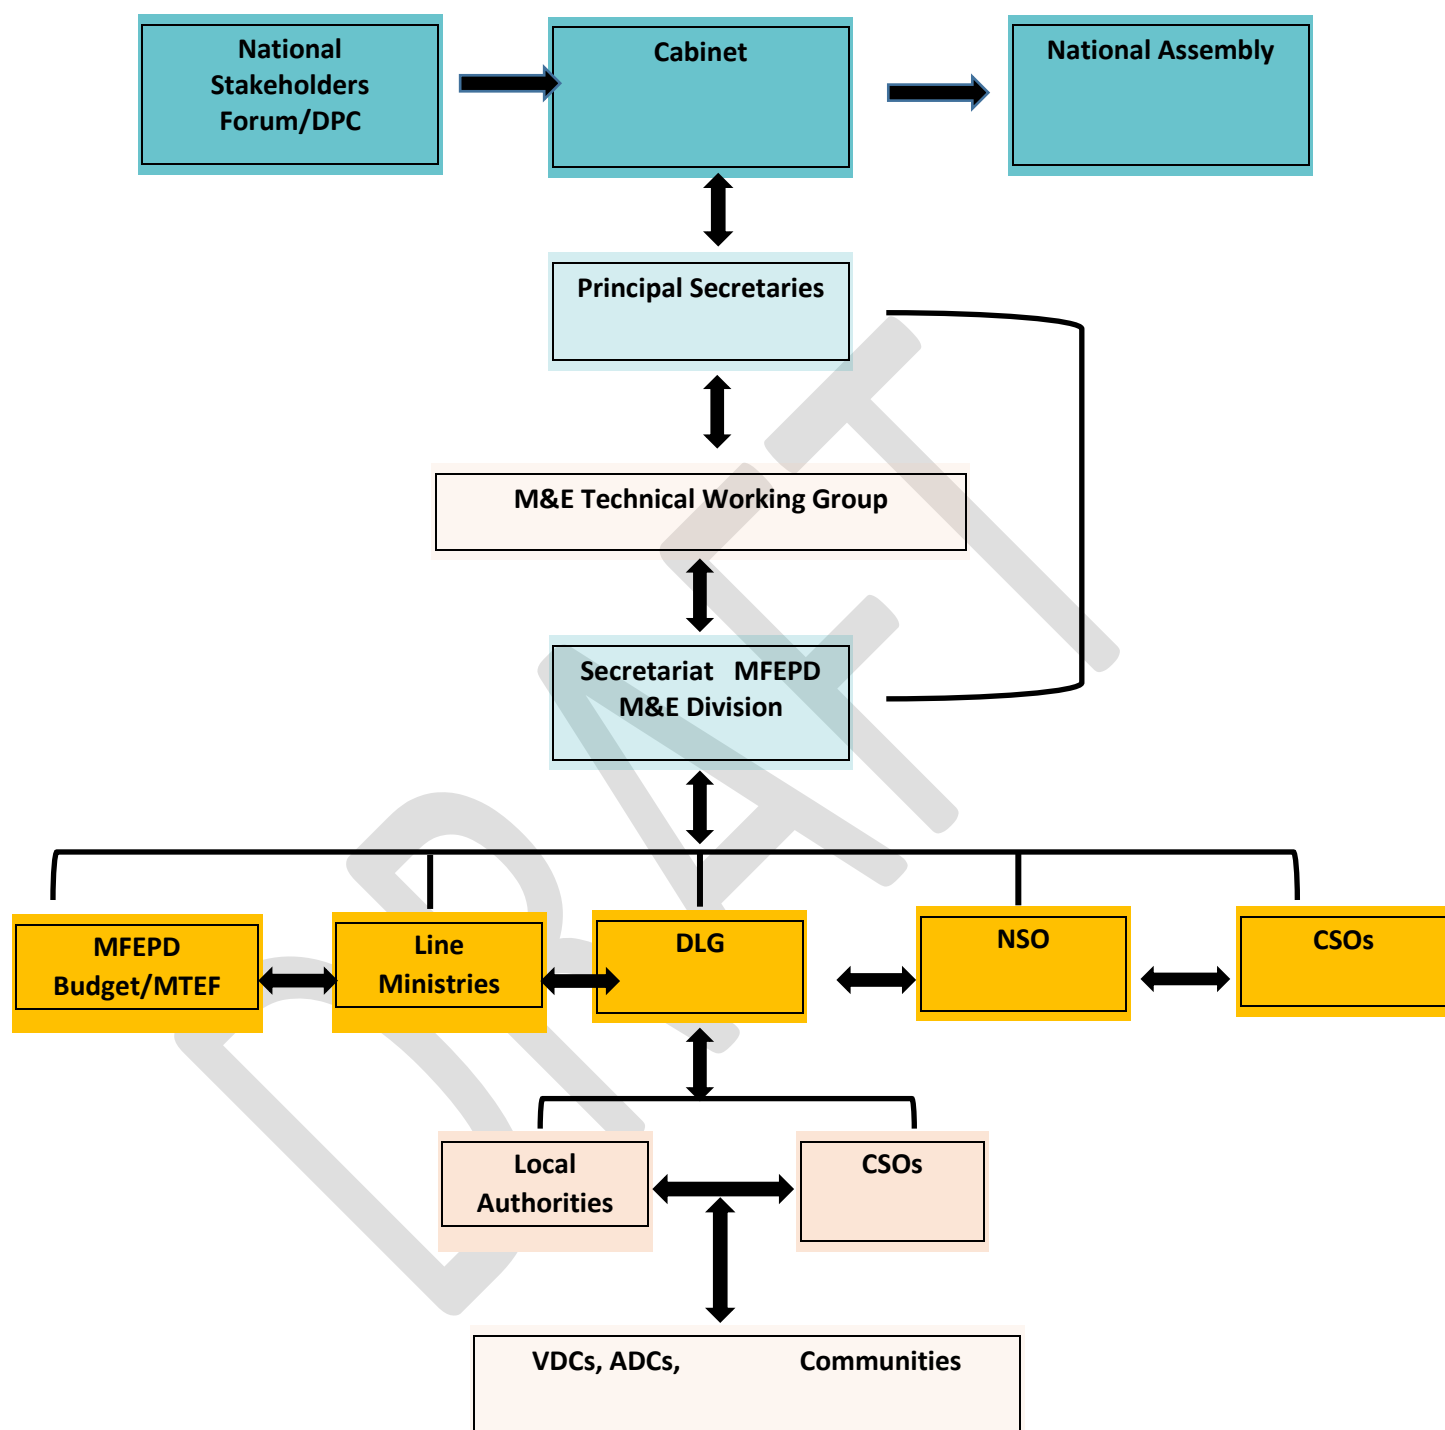 National
Stakeholders
Forum/DPC
Cabinet
National Assembly
Principal Secretaries
M&E Technical Working Group
Secretariat MFEPD
M&E Division
MFEPD
Budget/MTEF
Line
Ministries
DLG
NSO
CSOs
Local
Authorities
CSOs
VDCs, ADCs, Communities
DRAFT